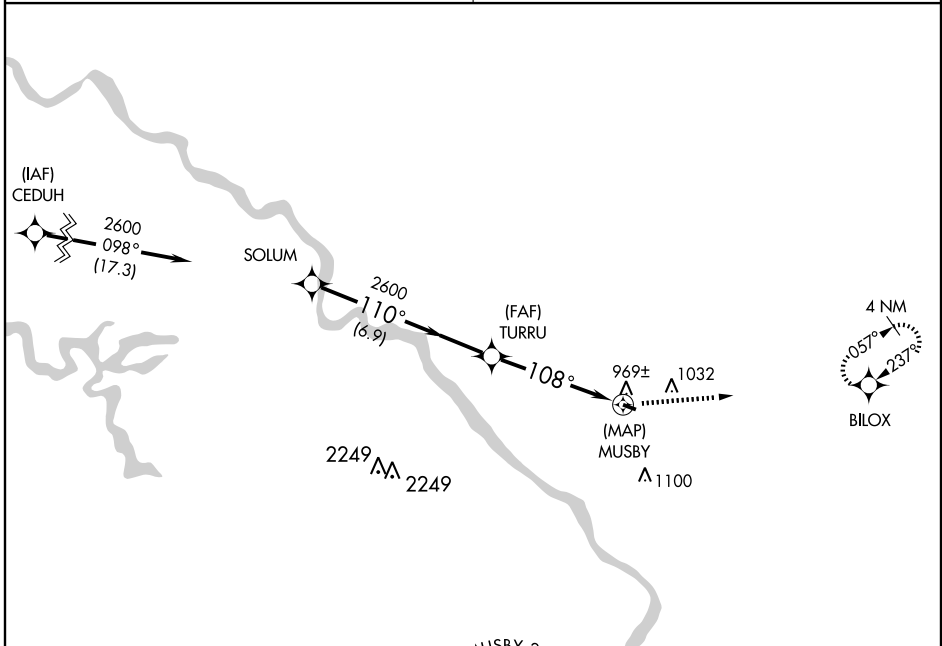 (IAF)
CEDUH
2600
098°
(17.3)
SOLUM
2600
110°
(6.9)
(FAF)
TURRU
108°
969±
1032
(MAP)
MUSBY
1100
2249
2249
4 NM
057°
237°
BILOX